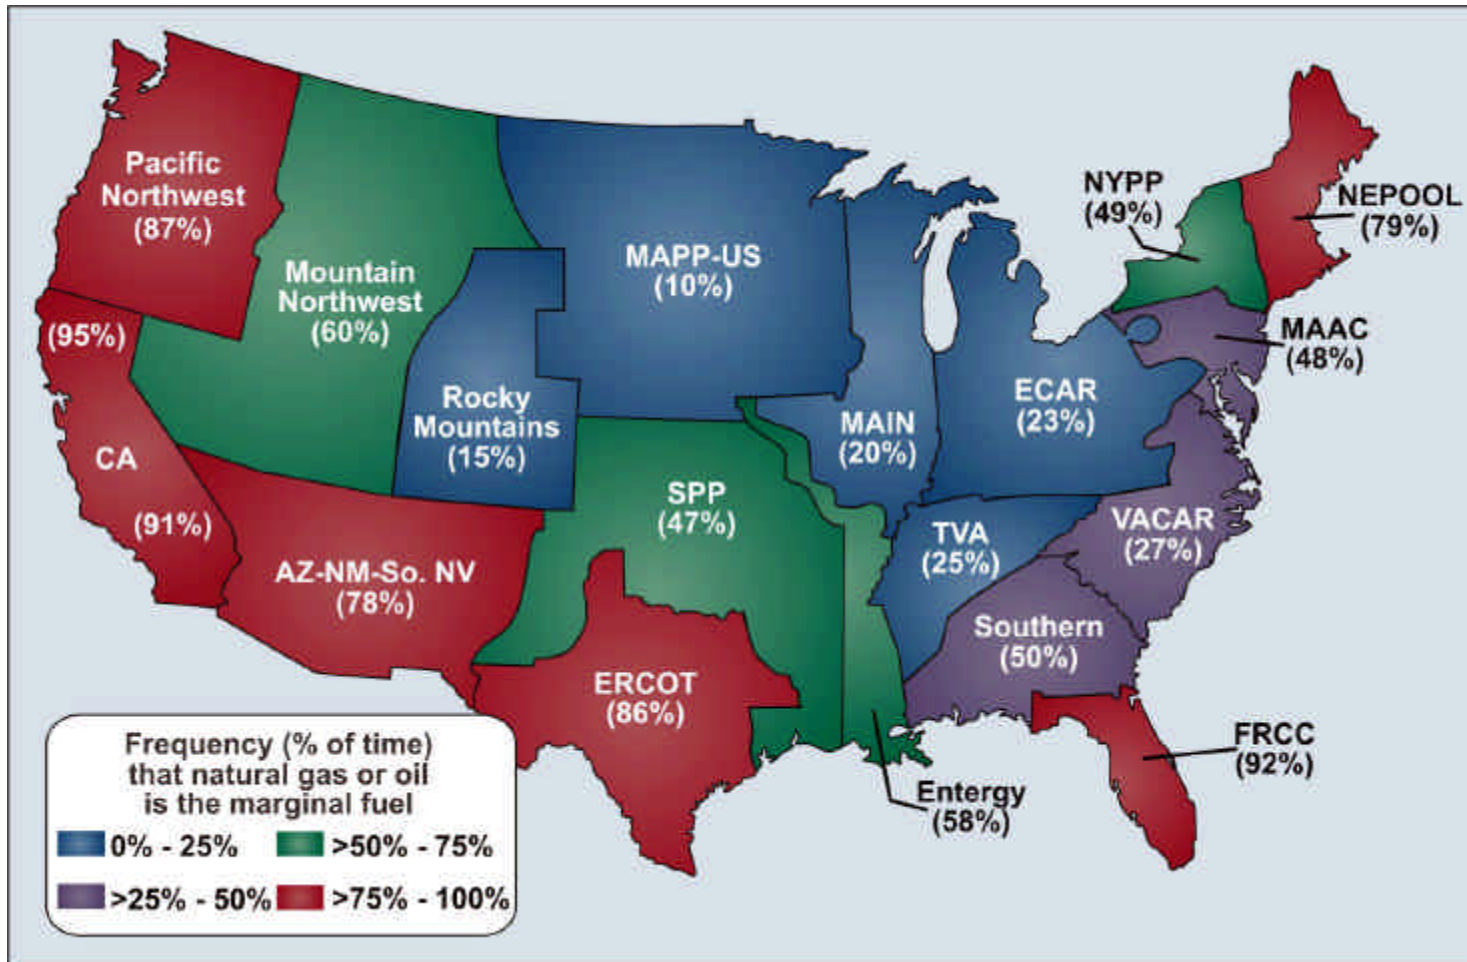 Pacific
Northwest
(87%)
Mountain
Northwest
(60%)
MAPP-US
(10%)
NYPP
(49%)
NEPOOL
(79%)
(95%)
CA
(91%)
Rocky
Mountains
(15%)
MAIN
(20%)
ECAR
(23%)
MAAC
(48%)
SPP
(47%)
TVA
(25%)
VACAR
(27%)
AZ-NM-So. NV
(78%)
Southern
(50%)
ERCOT
(86%)
Entergy
(58%)
FRCC
(92%)
Frequency (% of time)
that natural gas or oil
is the marginal fuel
0% - 25%
>50% - 75%
>25% - 50%
>75% - 100%